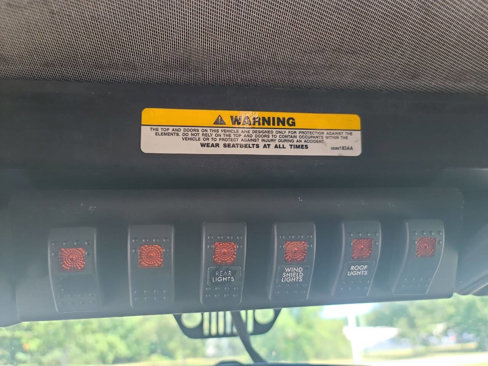 WARNING
THE TOP AND DOORS ON THIS VEHICLE ARE DESIGNED ONLY FOR PROTECTION AGAINST THE
ELEMENTS. DO NOT RELY ON THE TOP AND DOORS TO CONTAIN OCCUPANTS WITHIN THE
VEHICLE OR TO PROTECT AGAINST INJURY DURING AN ACCIDENT.
WEAR SEATBELTS AT ALL TIMES
REAR
LIGHTS
WIND
SHIELD
LIGHTS
ROOF
LIGHTS